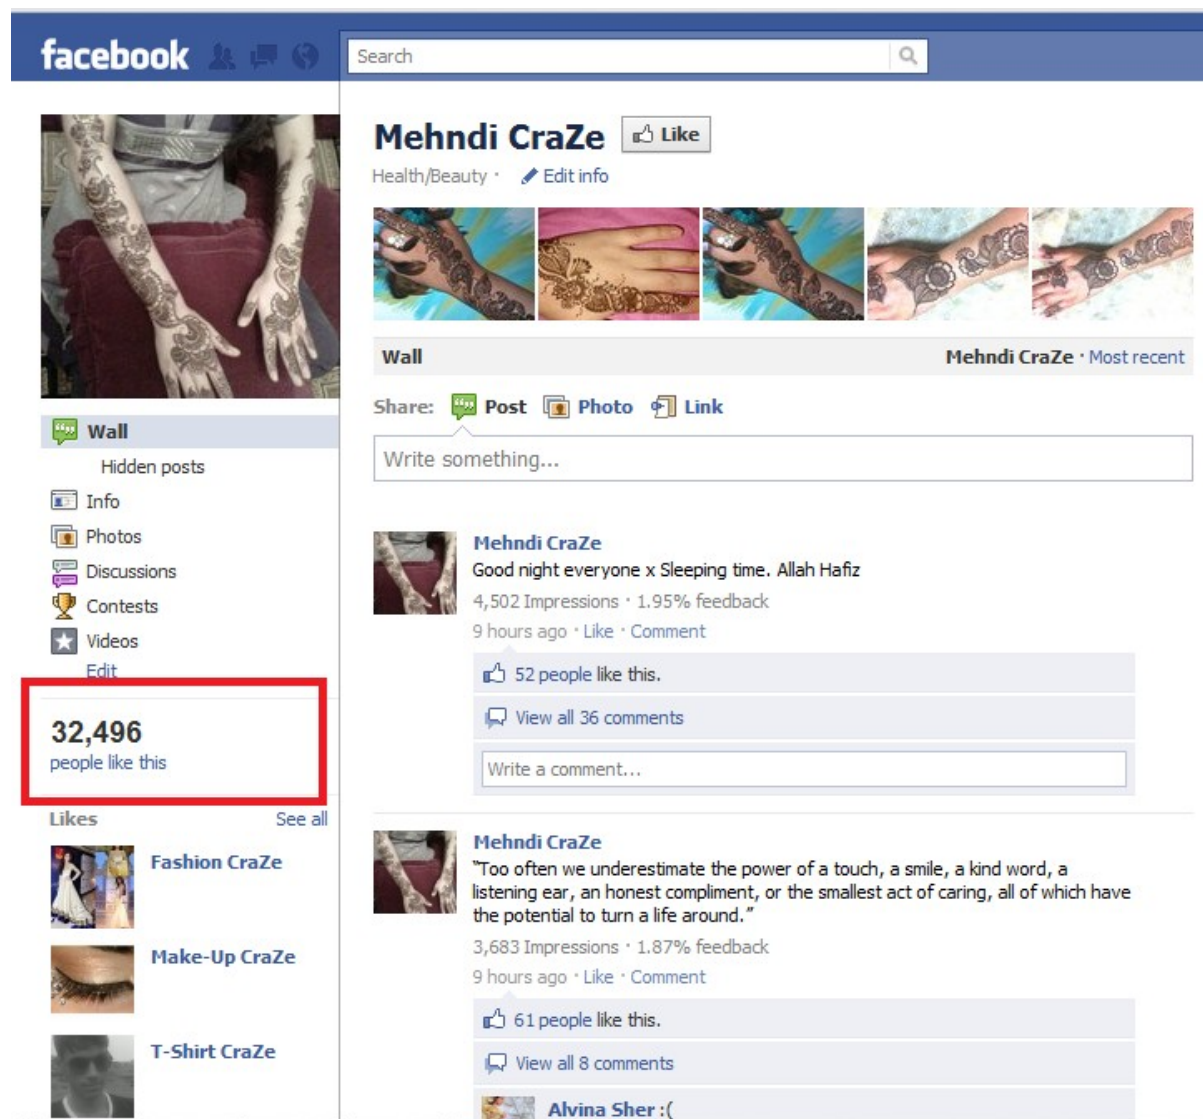 facebook
Search
Mehndi CraZe Like
Health/Beauty · Edit info
Wall
Mehndi CraZe · Most recent
Share: Post Photo Link
Write something...
Wall
Hidden posts
Info
Photos
Discussions
Contests
Videos
Edit
32,496
people like this
Likes See all
Fashion CraZe
Make-Up CraZe
T-Shirt CraZe
Mehndi CraZe
Good night everyone x Sleeping time. Allah Hafiz
4,502 Impressions · 1.95% feedback
9 hours ago · Like · Comment
52 people like this.
View all 36 comments
Write a comment...
Mehndi CraZe
"Too often we underestimate the power of a touch, a smile, a kind word, a
listening ear, an honest compliment, or the smallest act of caring, all of which have
the potential to turn a life around."
3,683 Impressions · 1.87% feedback
9 hours ago · Like · Comment
61 people like this.
View all 8 comments
Alvina Sher :(